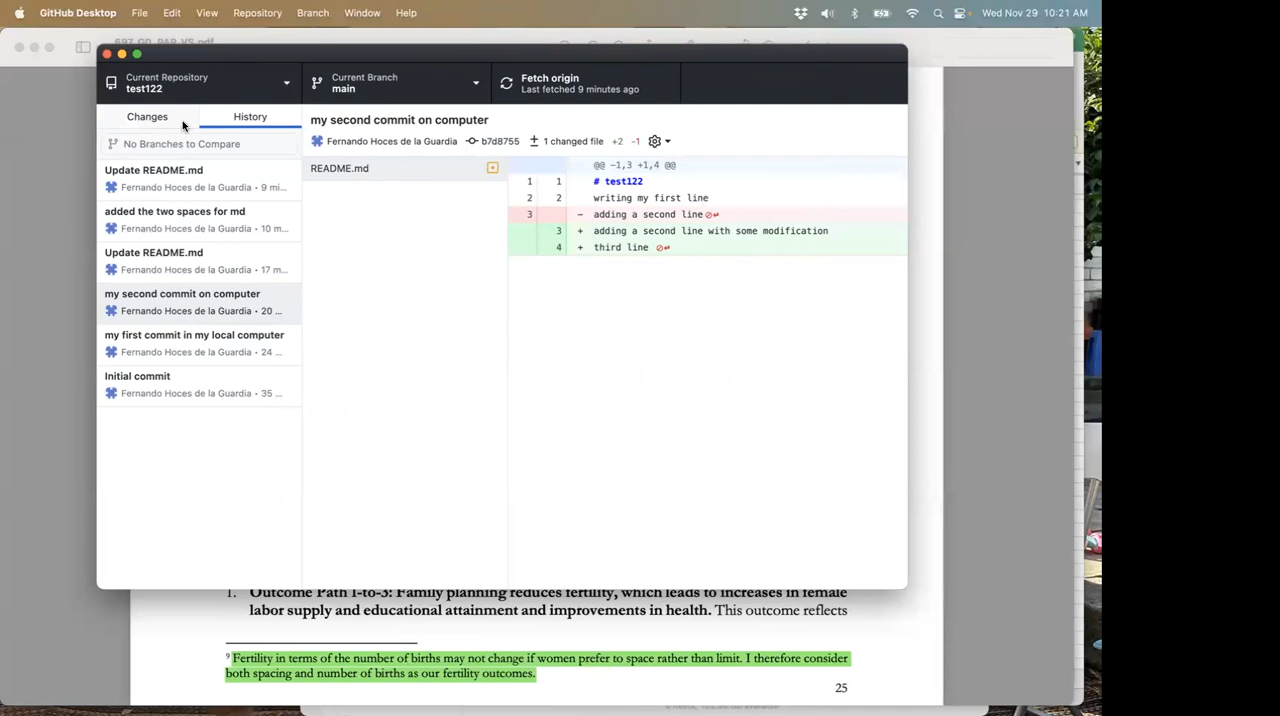 GitHub Desktop File Edit View Repository Branch Window Help Wed Nov 29 10:21 AM
697_GD_PAP_VS.pdf
Current Repository
test122
Current Branch
main
Fetch origin
Last fetched 9 minutes ago
Changes
History
No Branches to Compare
Update README.md
Fernando Hoces de la Guardia • 9 mi...
added the two spaces for md
Fernando Hoces de la Guardia • 10 m...
Update README.md
Fernando Hoces de la Guardia • 17 m...
my second commit on computer
Fernando Hoces de la Guardia • 20 ...
my first commit in my local computer
Fernando Hoces de la Guardia • 24 ...
Initial commit
Fernando Hoces de la Guardia • 35 ...
my second commit on computer
Fernando Hoces de la Guardia b7d8755 1 changed file +2 -1
README.md
@@ -1,3 +1,4 @@
1 1 # test122
2 2 writing my first line
3 - adding a second line
3 + adding a second line with some modification
4 + third line
1. Outcome Path 1-6-3: Family planning reduces fertility, which leads to increases in female
labor supply and educational attainment and improvements in health. This outcome reflects
9 Fertility in terms of the number of births may not change if women prefer to space rather than limit. I therefore consider
both spacing and number of births as our fertility outcomes.
25